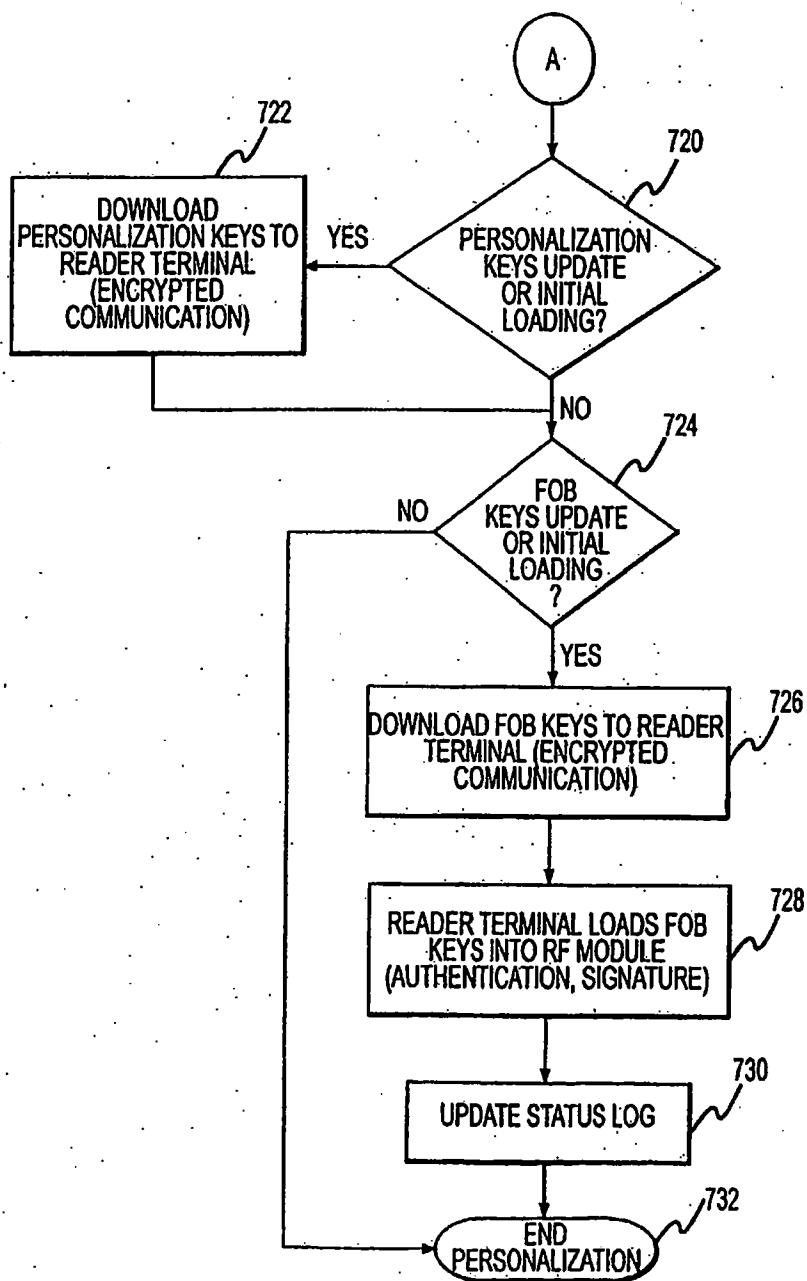 A
720
PERSONALIZATION
KEYS UPDATE
OR INITIAL
LOADING?
YES
722
DOWNLOAD
PERSONALIZATION KEYS TO
READER TERMINAL
(ENCRYPTED
COMMUNICATION)
NO
724
FOB
KEYS UPDATE
OR INITIAL
LOADING
?
NO
YES
726
DOWNLOAD FOB KEYS TO READER
TERMINAL (ENCRYPTED
COMMUNICATION)
728
READER TERMINAL LOADS FOB
KEYS INTO RF MODULE
(AUTHENTICATION, SIGNATURE)
730
UPDATE STATUS LOG
732
END
PERSONALIZATION